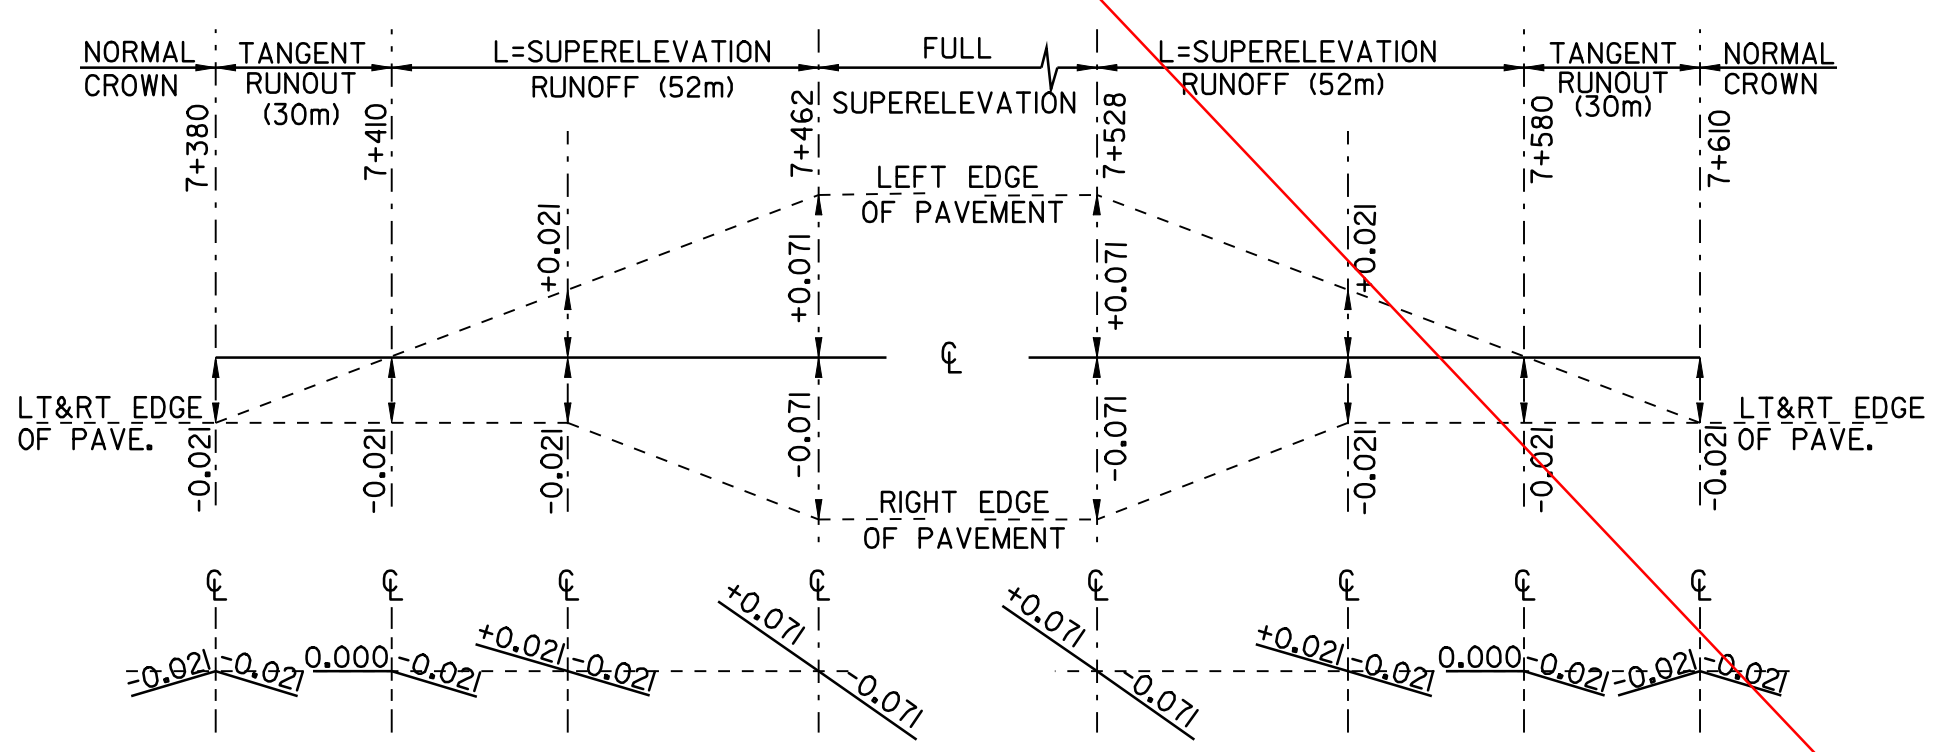 NORMAL
CROWN
TANGENT
RUNOUT
(30m)
L=SUPERELEVATION
RUNOFF (52m)
FULL
SUPERELEVATION
L=SUPERELEVATION
RUNOFF (52m)
TANGENT
RUNOUT
(30m)
NORMAL
CROWN
7+380
7+410
7+462
7+528
7+580
7+610
LEFT EDGE
OF PAVEMENT
+0.021
+0.071
+0.071
+0.021
℄
LT&RT EDGE
OF PAVE.
-0.021
-0.021
-0.021
-0.071
-0.071
-0.021
-0.021
-0.021
LT&RT EDGE
OF PAVE.
RIGHT EDGE
OF PAVEMENT
℄
℄
℄
℄
℄
℄
℄
℄
-0.021 -0.021
0.000 -0.021
+0.021 -0.021
+0.071 -0.071
+0.071 -0.071
+0.021 -0.021
0.000 -0.021
-0.021 -0.021